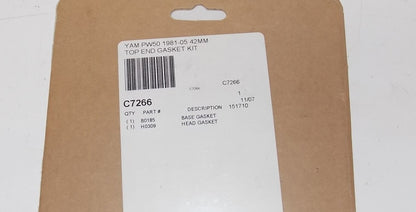 YAM PW50 1981-05 42MM
TOP END GASKET KIT
C7266
C7266
C7266
1
11/07
QTY PART # DESCRIPTION 151710
( 1) B0185 BASE GASKET
( 1) H0309 HEAD GASKET